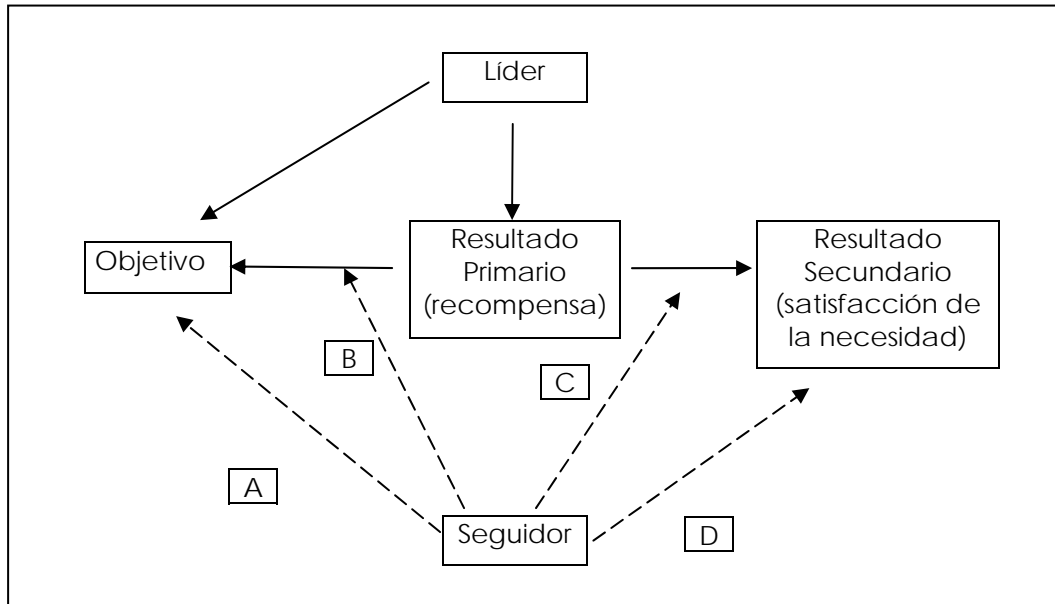 Líder
Objetivo
Resultado
Primario
(recompensa)
Resultado
Secundario
(satisfacción de
la necesidad)
B
C
A
Seguidor
D